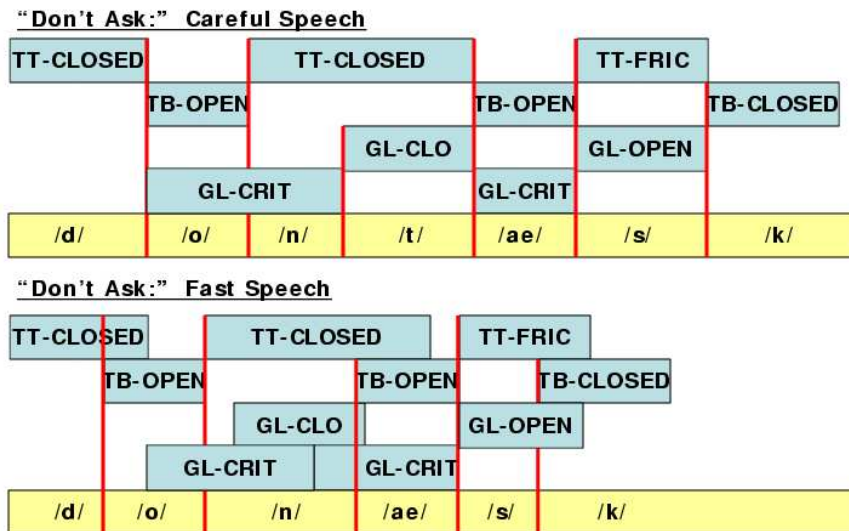 "Don't Ask:" Careful Speech
TT-CLOSED TT-CLOSED TT-FRIC
TB-OPEN TB-OPEN TB-CLOSED
GL-CLO GL-OPEN
GL-CRIT GL-CRIT
/d/ /o/ /n/ /t/ /ae/ /s/ /k/
"Don't Ask:" Fast Speech
TT-CLOSED TT-CLOSED TT-FRIC
TB-OPEN TB-OPEN TB-CLOSED
GL-CLO GL-OPEN
GL-CRIT GL-CRIT
/d/ /o/ /n/ /ae/ /s/ /k/